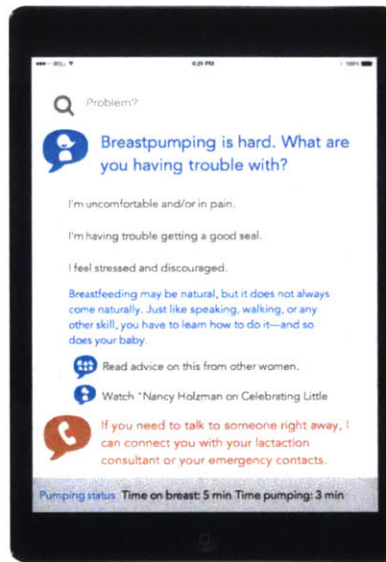 4:21 PM
100%
Problem?
Breastpumping is hard. What are
you having trouble with?
I'm uncomfortable and/or in pain.
I'm having trouble getting a good seal.
I feel stressed and discouraged.
Breastfeeding may be natural, but it does not always
come naturally. Just like speaking, walking, or any
other skill, you have to learn how to do it—and so
does your baby.
Read advice on this from other women.
Watch "Nancy Holzman on Celebrating Little
If you need to talk to someone right away, I
can connect you with your lactaction
consultant or your emergency contacts.
Pumping status Time on breast: 5 min Time pumping: 3 min